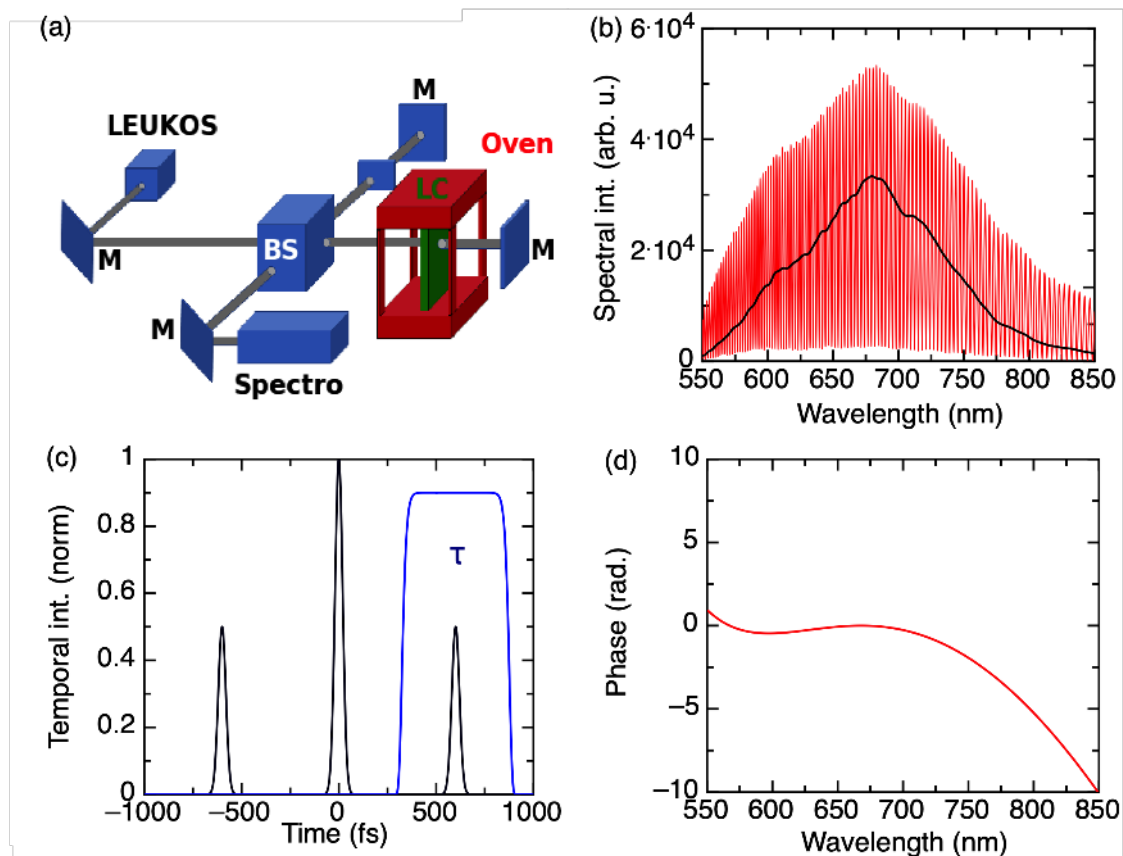 (a)
LEUKOS
M
Oven
LC
BS
M
M
M
Spectro
(b)
Spectral int. (arb. u.)
6·10⁴
4·10⁴
2·10⁴
0
550 600 650 700 750 800 850
Wavelength (nm)
(c)
Temporal int. (norm)
1
0.8
0.6
0.4
0.2
0
τ
−1000 −500 0 500 1000
Time (fs)
(d)
Phase (rad.)
10
5
0
−5
−10
550 600 650 700 750 800 850
Wavelength (nm)